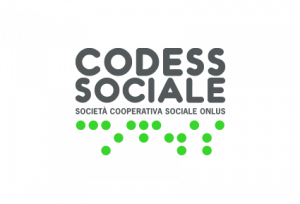 CODESS
SOCIALE
SOCIETÀ COOPERATIVA SOCIALE ONLUS